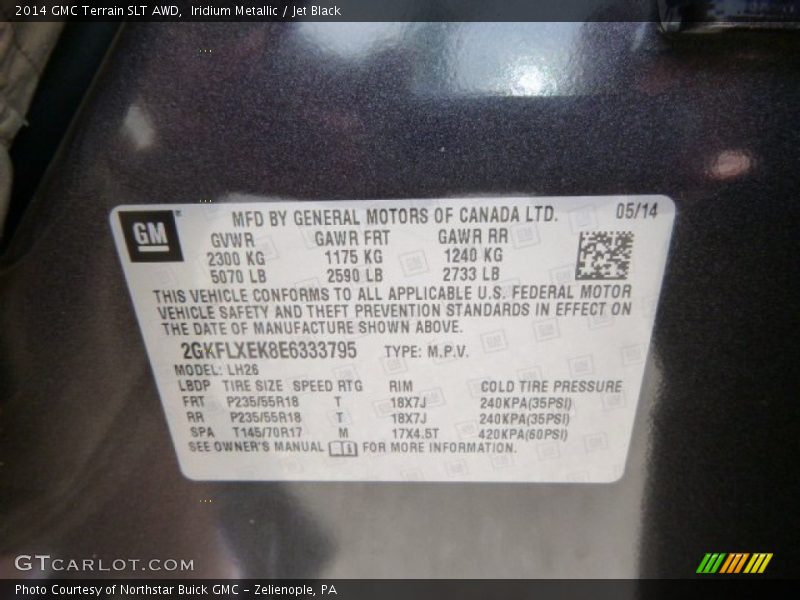 2014 GMC Terrain SLT AWD, Iridium Metallic / Jet Black
GM
MFD BY GENERAL MOTORS OF CANADA LTD. 05/14
GVWR GAWR FRT GAWR RR
2300 KG 1175 KG 1240 KG
5070 LB 2590 LB 2733 LB
THIS VEHICLE CONFORMS TO ALL APPLICABLE U.S. FEDERAL MOTOR
VEHICLE SAFETY AND THEFT PREVENTION STANDARDS IN EFFECT ON
THE DATE OF MANUFACTURE SHOWN ABOVE.
2GKFLXEK8E6333795 TYPE: M.P.V.
MODEL: LH26
LBDP TIRE SIZE SPEED RTG RIM COLD TIRE PRESSURE
FRT P235/55R18 T 18X7J 240KPA(35PSI)
RR P235/55R18 T 18X7J 240KPA(35PSI)
SPA T145/70R17 M 17X4.5T 420KPA(60PSI)
SEE OWNER'S MANUAL FOR MORE INFORMATION.
GTCARLOT.COM
Photo Courtesy of Northstar Buick GMC - Zelienople, PA